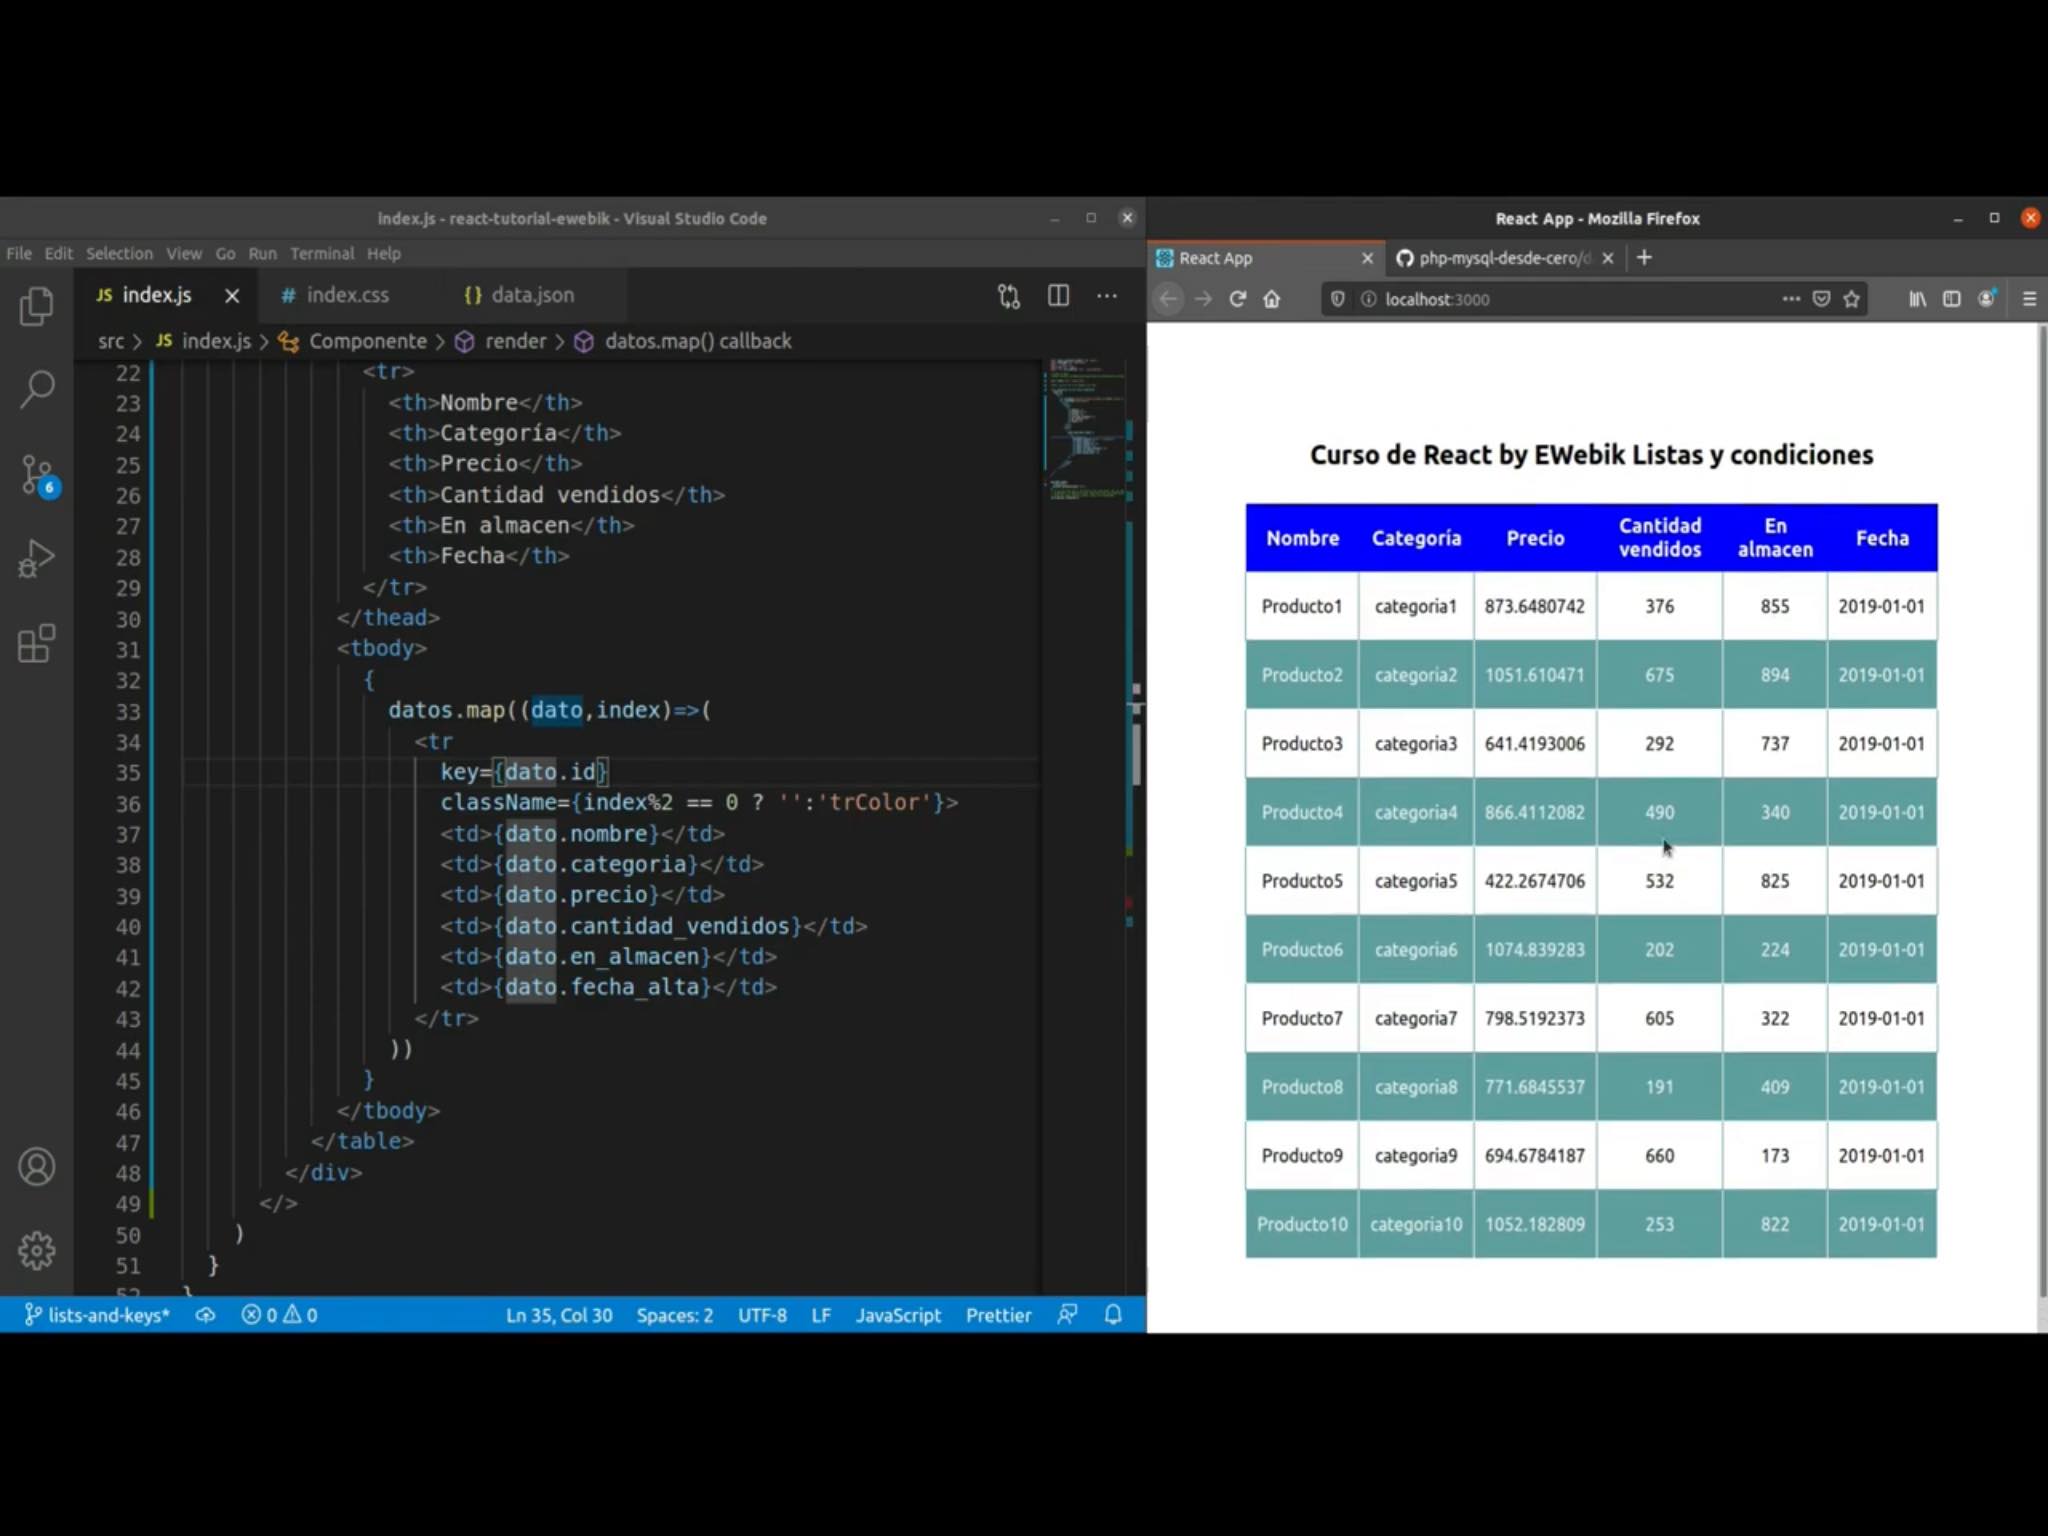 index.js - react-tutorial-ewebik - Visual Studio Code
File Edit Selection View Go Run Terminal Help
JS index.js # index.css {} data.json
src > JS index.js > Componente > render > datos.map() callback
22 <tr>
23 <th>Nombre</th>
24 <th>Categoría</th>
25 <th>Precio</th>
26 <th>Cantidad vendidos</th>
27 <th>En almacen</th>
28 <th>Fecha</th>
29 </tr>
30 </thead>
31 <tbody>
32 {
33 datos.map((dato,index)=>(
34 <tr
35 key={dato.id}
36 className={index%2 == 0 ? '':'trColor'}>
37 <td>{dato.nombre}</td>
38 <td>{dato.categoria}</td>
39 <td>{dato.precio}</td>
40 <td>{dato.cantidad_vendidos}</td>
41 <td>{dato.en_almacen}</td>
42 <td>{dato.fecha_alta}</td>
43 </tr>
44 ))
45 }
46 </tbody>
47 </table>
48 </div>
49 </>
50 )
51 }
52 }
6
lists-and-keys* 0 0 Ln 35, Col 30 Spaces: 2 UTF-8 LF JavaScript Prettier
React App - Mozilla Firefox
React App php-mysql-desde-cero/d
localhost:3000
Curso de React by EWebik Listas y condiciones
Nombre Categoría Precio Cantidad vendidos En almacen Fecha
Producto1 categoria1 873.6480742 376 855 2019-01-01
Producto2 categoria2 1051.610471 675 894 2019-01-01
Producto3 categoria3 641.4193006 292 737 2019-01-01
Producto4 categoria4 866.4112082 490 340 2019-01-01
Producto5 categoria5 422.2674706 532 825 2019-01-01
Producto6 categoria6 1074.839283 202 224 2019-01-01
Producto7 categoria7 798.5192373 605 322 2019-01-01
Producto8 categoria8 771.6845537 191 409 2019-01-01
Producto9 categoria9 694.6784187 660 173 2019-01-01
Producto10 categoria10 1052.182809 253 822 2019-01-01